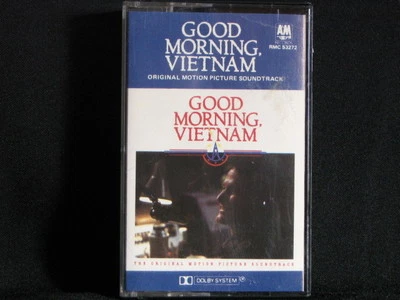 GOOD
MORNING,
VIETNAM
A&M
RMC 53272
ORIGINAL MOTION PICTURE SOUNDTRACK
GOOD
MORNING,
VIETNAM
THE ORIGINAL MOTION PICTURE SOUNDTRACK
DOLBY SYSTEM